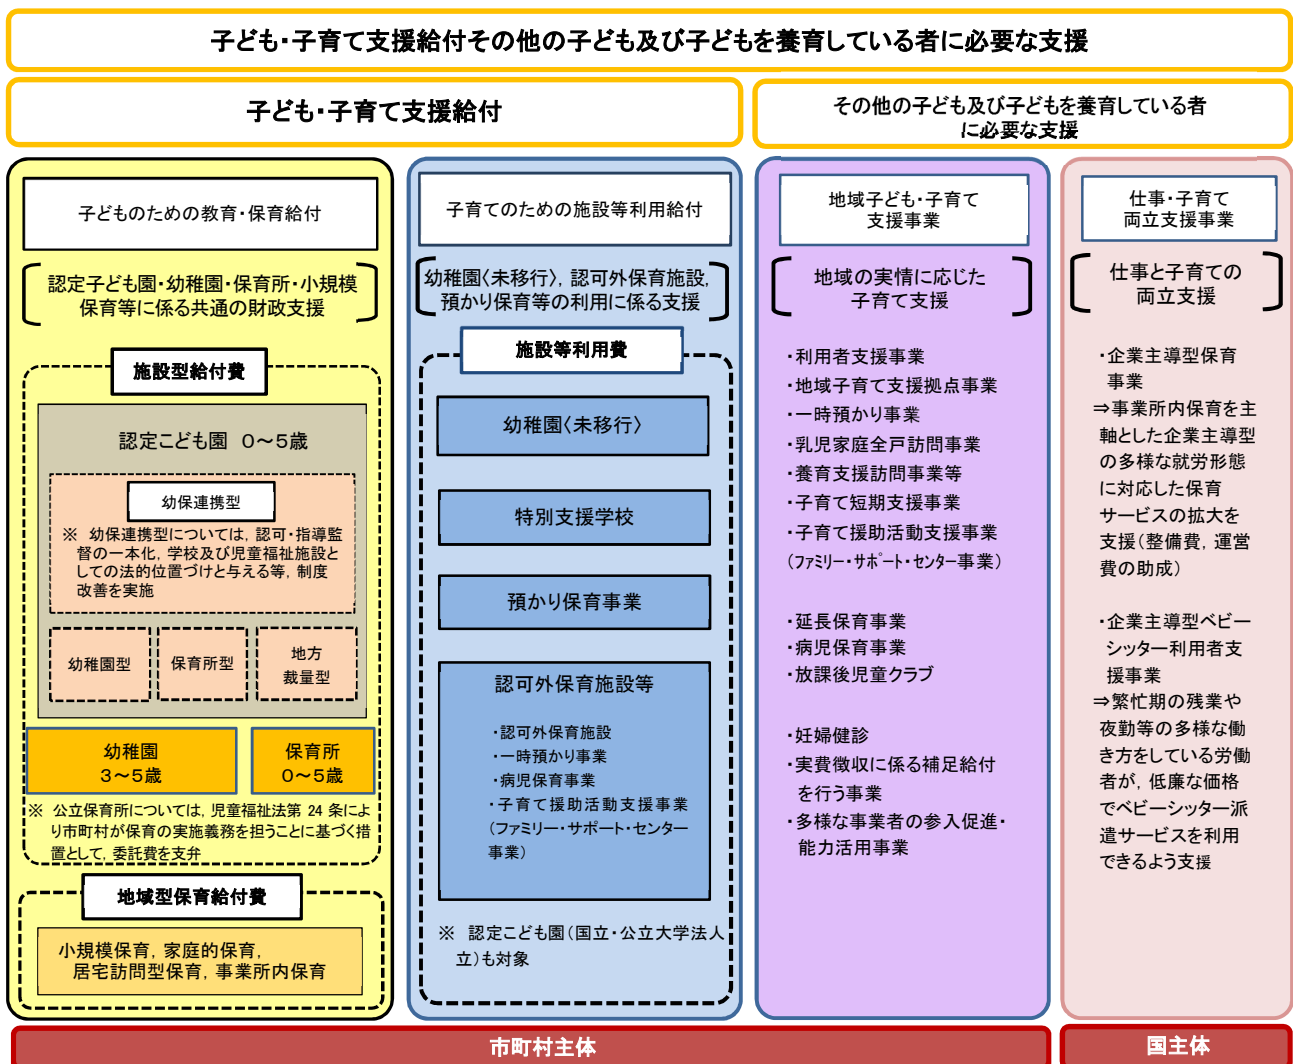 子ども・子育て支援給付その他の子ども及び子どもを養育している者に必要な支援
子ども・子育て支援給付
その他の子ども及び子どもを養育している者
に必要な支援
子どものための教育・保育給付
認定子ども園・幼稚園・保育所・小規模
保育等に係る共通の財政支援
施設型給付費
認定こども園 0～5歳
幼保連携型
※ 幼保連携型については，認可・指導監
督の一本化，学校及び児童福祉施設と
しての法的位置づけと与える等，制度
改善を実施
幼稚園型
保育所型
地方
裁量型
幼稚園
3～5歳
保育所
0～5歳
※ 公立保育所については，児童福祉法第 24 条によ
り市町村が保育の実施義務を担うことに基づく措
置として，委託費を支弁
地域型保育給付費
小規模保育，家庭的保育，
居宅訪問型保育，事業所内保育
子育てのための施設等利用給付
幼稚園〈未移行〉，認可外保育施設，
預かり保育等の利用に係る支援
施設等利用費
幼稚園〈未移行〉
特別支援学校
預かり保育事業
認可外保育施設等
・認可外保育施設
・一時預かり事業
・病児保育事業
・子育て援助活動支援事業
（ファミリー・サポート・センター
事業）
※ 認定こども園（国立・公立大学法人
立）も対象
地域子ども・子育て
支援事業
地域の実情に応じた
子育て支援
・利用者支援事業
・地域子育て支援拠点事業
・一時預かり事業
・乳児家庭全戸訪問事業
・養育支援訪問事業等
・子育て短期支援事業
・子育て援助活動支援事業
（ファミリー・サポート・センター事業）
・延長保育事業
・病児保育事業
・放課後児童クラブ
・妊婦健診
・実費徴収に係る補足給付
を行う事業
・多様な事業者の参入促進・
能力活用事業
仕事・子育て
両立支援事業
仕事と子育ての
両立支援
・企業主導型保育
事業
⇒事業所内保育を主
軸とした企業主導型
の多様な就労形態
に対応した保育
サービスの拡大を
支援（整備費，運営
費の助成）
・企業主導型ベビー
シッター利用者支
援事業
⇒繁忙期の残業や
夜勤等の多様な働
き方をしている労働
者が，低廉な価格
でベビーシッター派
遣サービスを利用
できるよう支援
市町村主体
国主体